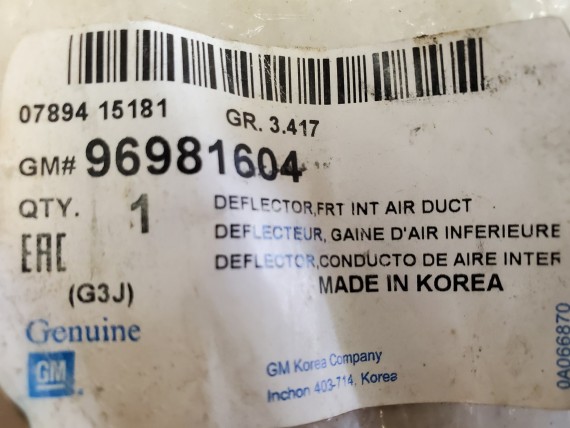 07894 15181
GR. 3.417
GM# 96981604
QTY. 1
DEFLECTOR,FRT INT AIR DUCT
DEFLECTEUR, GAINE D'AIR INFERIEURE
DEFLECTOR,CONDUCTO DE AIRE INTER
EAC
(G3J)
MADE IN KOREA
Genuine
GM
GM Korea Company
Inchon 403-714, Korea
0A066870